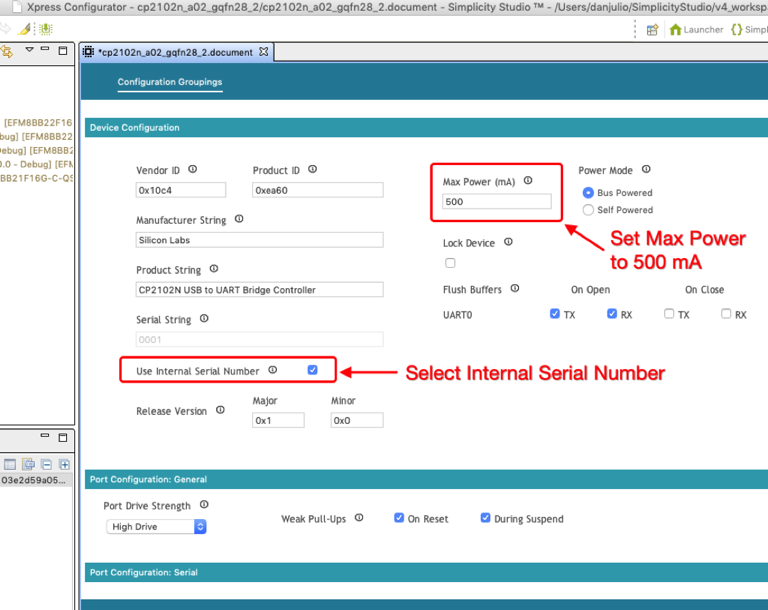 Xpress Configurator - cp2102n_a02_gqfn28_2/cp2102n_a02_gqfn28_2.document - Simplicity Studio ™ - /Users/danjulio/SimplicityStudio/v4_worksp
Launcher {} Simpl
*cp2102n_a02_gqfn28_2.document
Configuration Groupings
[EFM8BB22F16
bug] [EFM8BB22
Debug] [EFM8BB2
0.0 - Debug] [EFM
BB21F16G-C-QS
Device Configuration
Vendor ID
Product ID
0x10c4
0xea60
Manufacturer String
Silicon Labs
Product String
CP2102N USB to UART Bridge Controller
Serial String
0001
Use Internal Serial Number
Release Version
Major
Minor
0x1
0x0
Max Power (mA)
500
Power Mode
Bus Powered
Self Powered
Set Max Power
to 500 mA
Lock Device
Flush Buffers
On Open
On Close
UART0
TX
RX
TX
RX
Select Internal Serial Number
03e2d59a05...
Port Configuration: General
Port Drive Strength
High Drive
Weak Pull-Ups
On Reset
During Suspend
Port Configuration: Serial